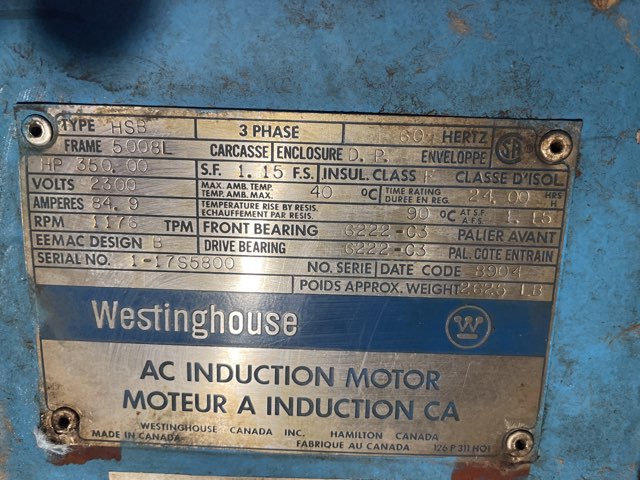 TYPE HSB 3 PHASE 60 HERTZ SA
FRAME 5008L CARCASSE ENCLOSURE D.P. ENVELOPPE
HP 350.00 S.F. 1.15 F.S. INSUL. CLASS F CLASSE D'ISOL
VOLTS 2300 MAX. AMB. TEMP. TEMP. AMB. MAX. 40 °C TIME RATING DUREE EN REG. 24.00 HRS H
AMPERES 84.9 TEMPERATURE RISE BY RESIS. ECHAUFFEMENT PAR RESIS. 90 °C AT S.F. A F.S. 1.15
RPM 1176 TPM FRONT BEARING 6222-C3 PALIER AVANT
EEMAC DESIGN B DRIVE BEARING 6222-C3 PAL. COTE ENTRAIN
SERIAL NO. 1-17S5800 NO. SERIE DATE CODE 8904
POIDS APPROX. WEIGHT 2625 LB
Westinghouse W
AC INDUCTION MOTOR
MOTEUR A INDUCTION CA
WESTINGHOUSE CANADA INC. HAMILTON CANADA
MADE IN CANADA FABRIQUE AU CANADA 126 P 311 H01